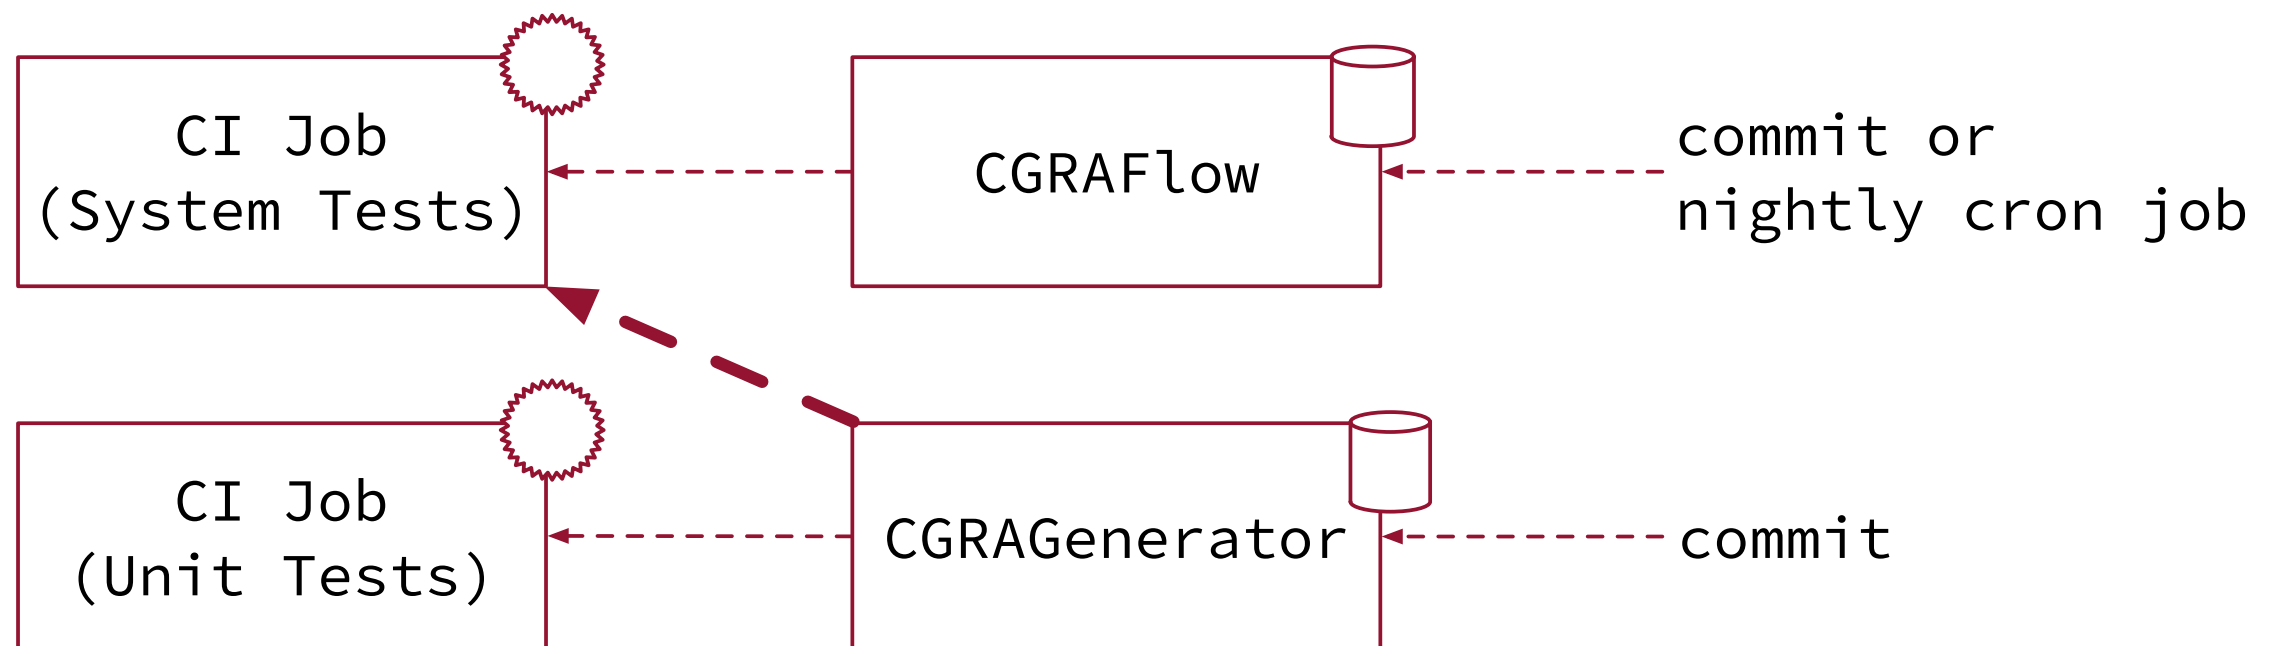 CI Job
(System Tests)
CGRAFlow
commit or
nightly cron job
CI Job
(Unit Tests)
CGRAGenerator
commit